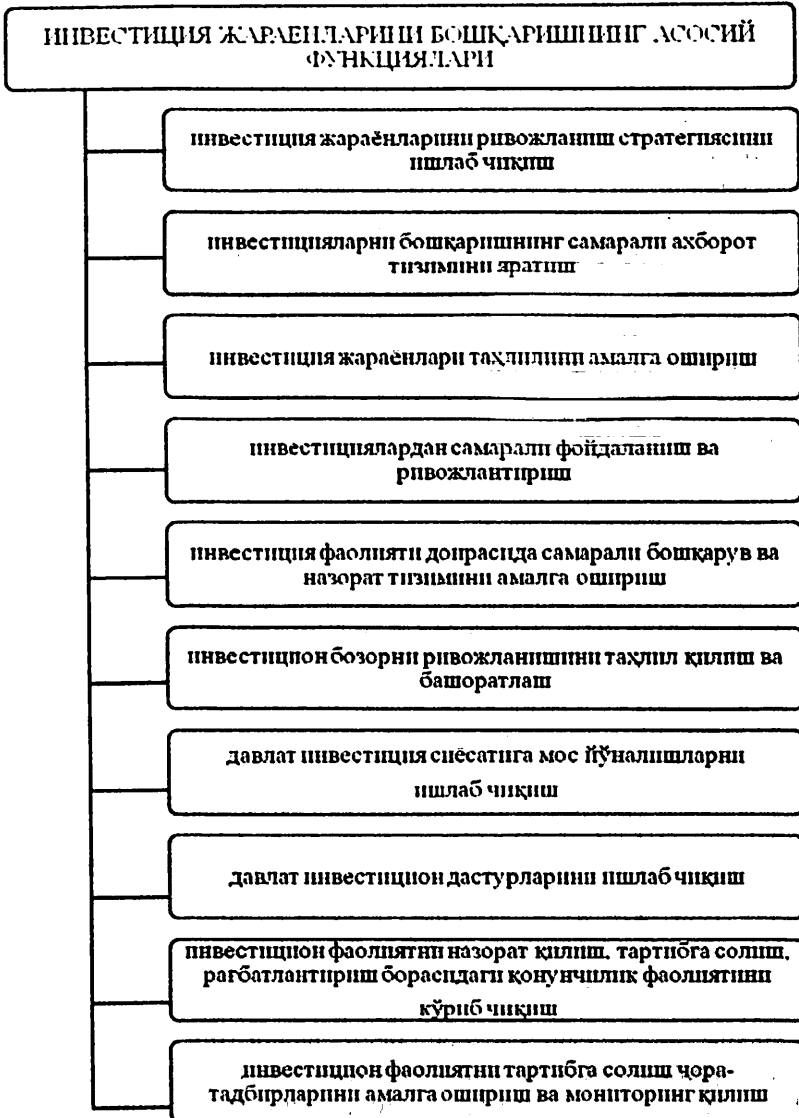 ИНВЕСТИЦИЯ ЖАРАЕНЛАРИНИ БОШҚАРИШНИНГ АСОСИЙ
ФУНКЦИЯЛАРИ
инвестиция жараёнларини ривожланиш стратегиясини
ишлаб чиқиш
инвестицияларни бошқаришнинг самарали ахборот
тизимини яратиш
инвестиция жараёнлари таҳлилини амалга ошириш
инвестициялардан самарали фойдаланиш ва
ривожлантириш
инвестиция фаолияти доирасида самарали бошқарув ва
назорат тизимини амалга ошириш
инвестицион бозорни ривожланишини таҳлил қилиш ва
башоратлаш
давлат инвестиция сиёсатига мос йўналишларни
ишлаб чиқиш
давлат инвестицион дастурларини ишлаб чиқиш
инвестицион фаолиятни назорат қилиш, тартибга солиш,
рағбатлантириш борасидаги қонунчилик фаолиятини
кўриб чиқиш
инвестицион фаолиятни тартибга солиш чора-
тадбирларини амалга ошириш ва мониторинг қилиш